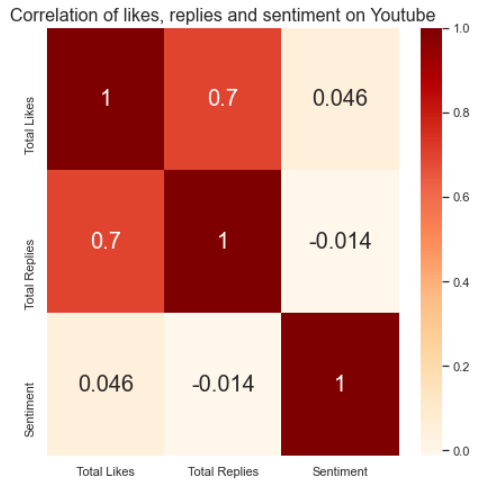 Correlation of likes, replies and sentiment on Youtube
Total Likes
1
0.7
0.046
Total Replies
0.7
1
-0.014
Sentiment
0.046
-0.014
1
Total Likes
Total Replies
Sentiment
1.0
0.8
0.6
0.4
0.2
0.0